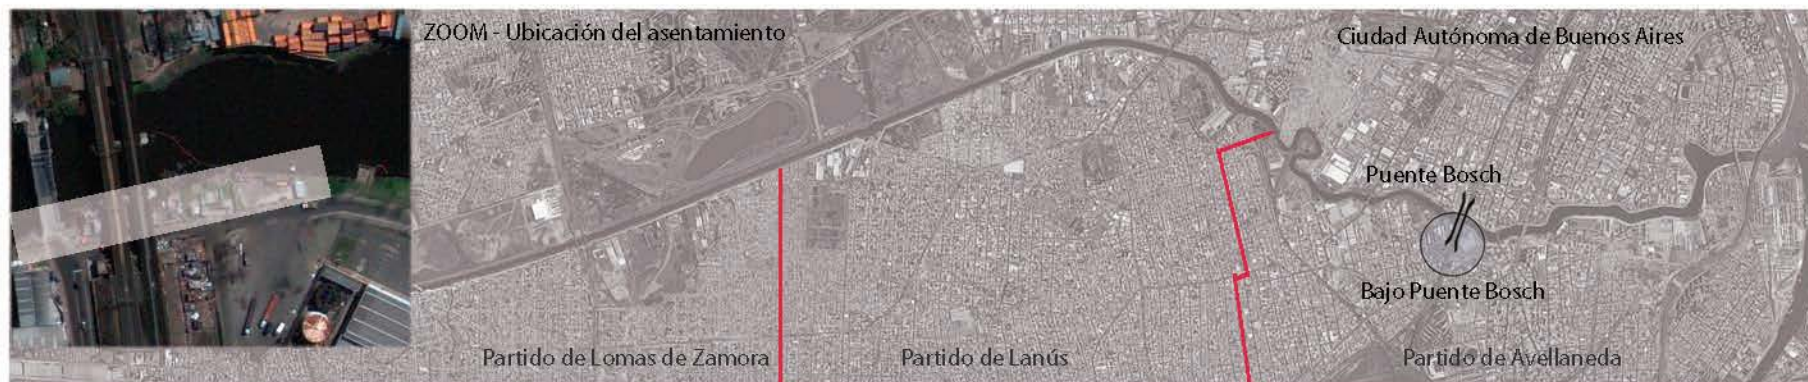 ZOOM - Ubicación del asentamiento
Ciudad Autónoma de Buenos Aires
Puente Bosch
Bajo Puente Bosch
Partido de Lomas de Zamora
Partido de Lanús
Partido de Avellaneda